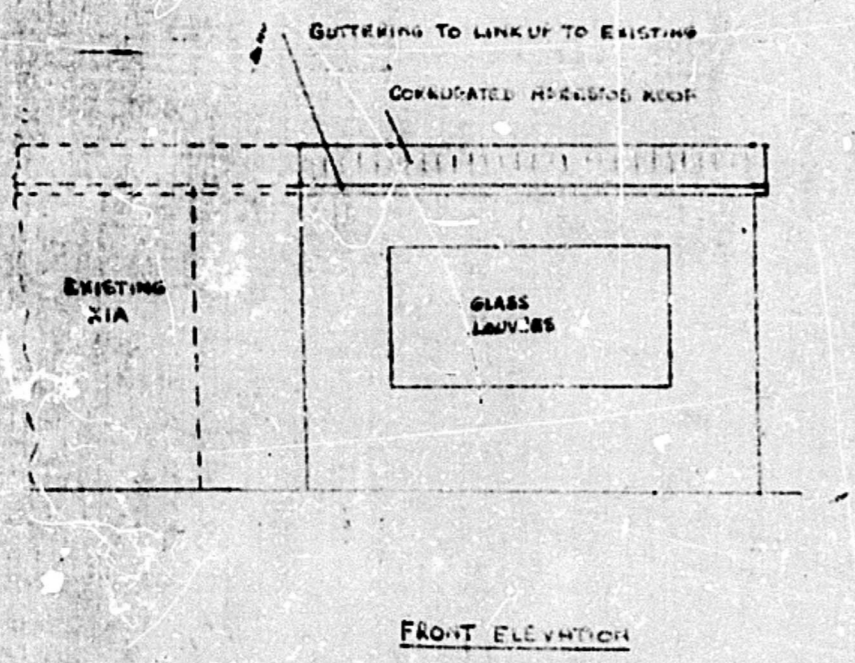 GUTTERING TO LINK UP TO EXISTING
CORRUGATED ASBESTOS ROOF
EXISTING
XIA
GLASS
LOUVRES
FRONT ELEVATION